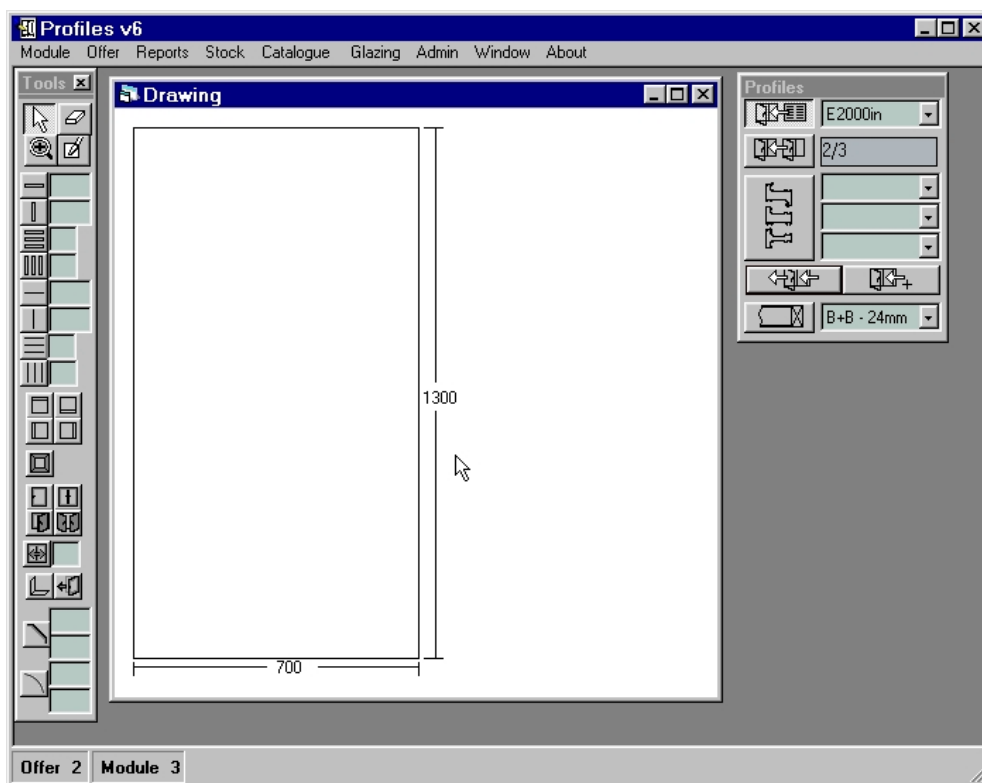 Profiles v6
Module Offer Reports Stock Catalogue Glazing Admin Window About
Tools
Drawing
1300
700
Profiles
E2000in
2/3
B+B - 24mm
Offer 2 Module 3